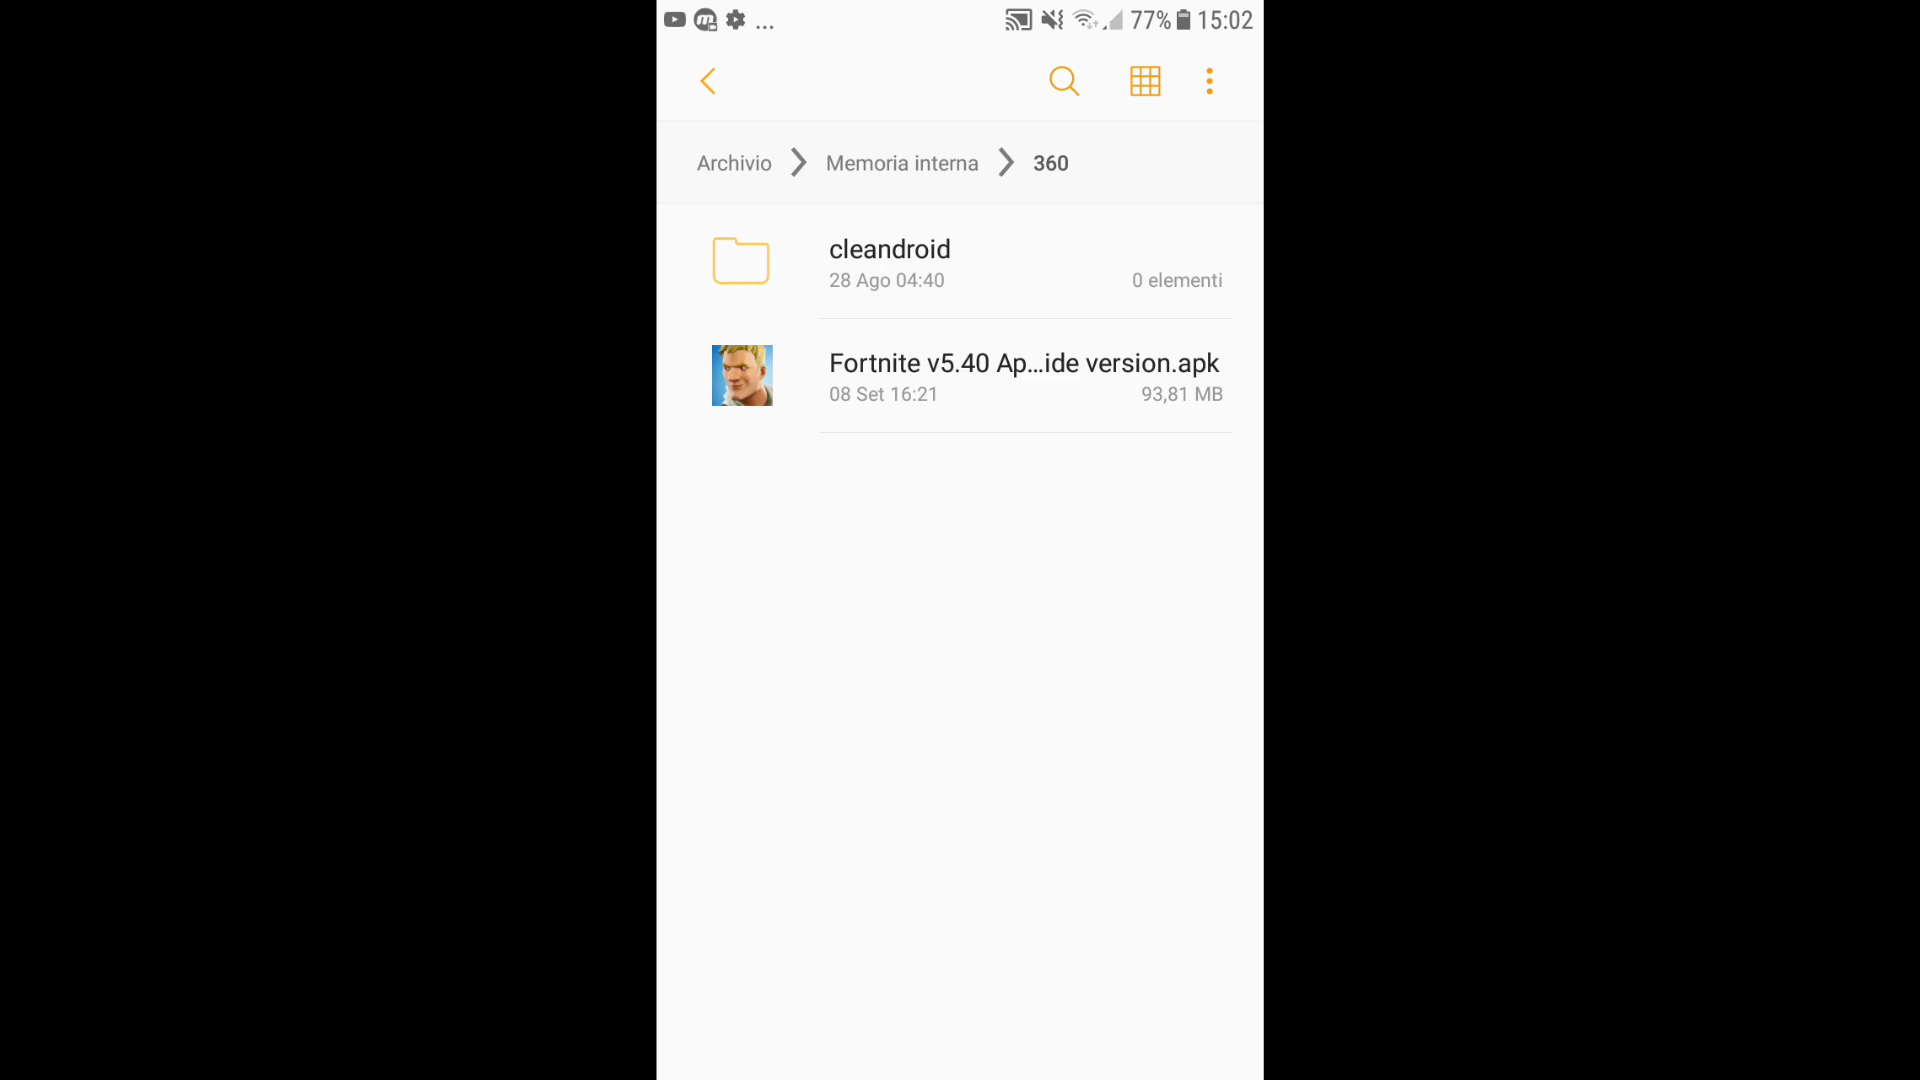 ... 77% 15:02
Archivio Memoria interna 360
cleandroid
28 Ago 04:40 0 elementi
Fortnite v5.40 Ap...ide version.apk
08 Set 16:21 93,81 MB